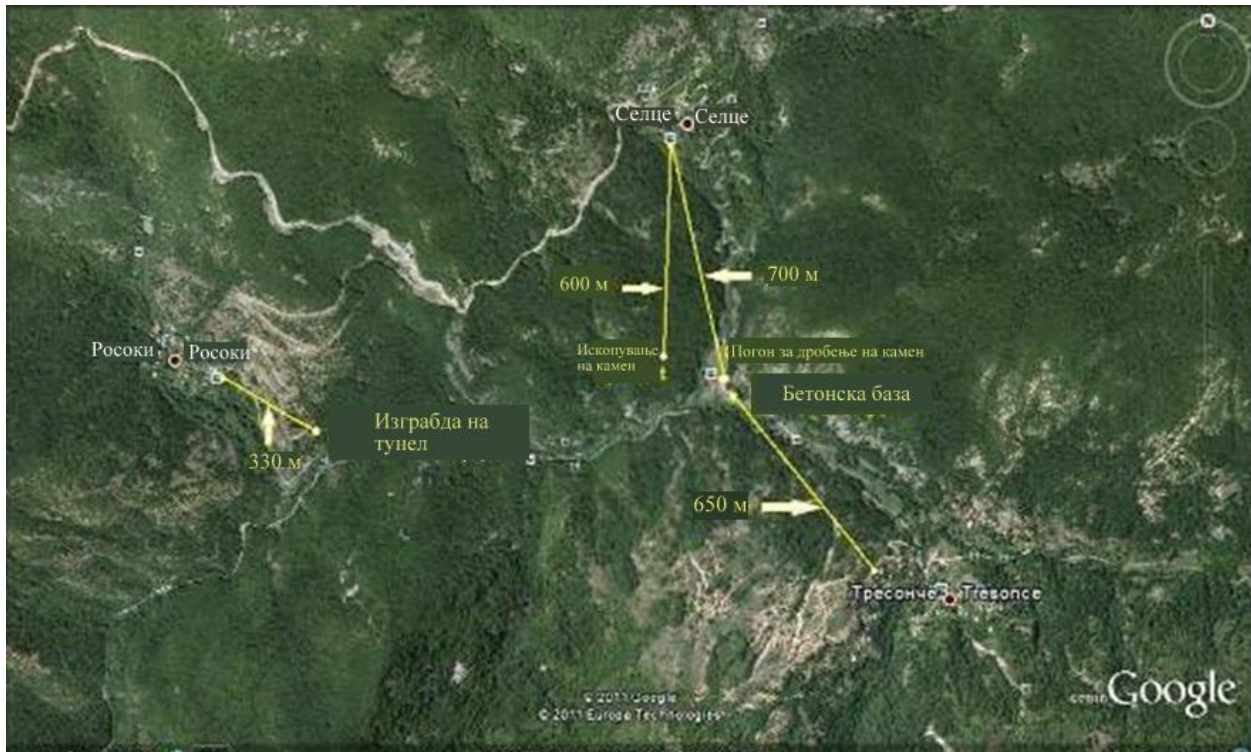 N
Селце Селце
600 м
700 м
Ископување
на камен
Погон за дробење на камен
Росоки Росоки
Бетонска база
Изграбда на
тунел
330 м
650 м
Тресонче Tresonce
© 2011 Google
© 2011 Europa Technologies
Google